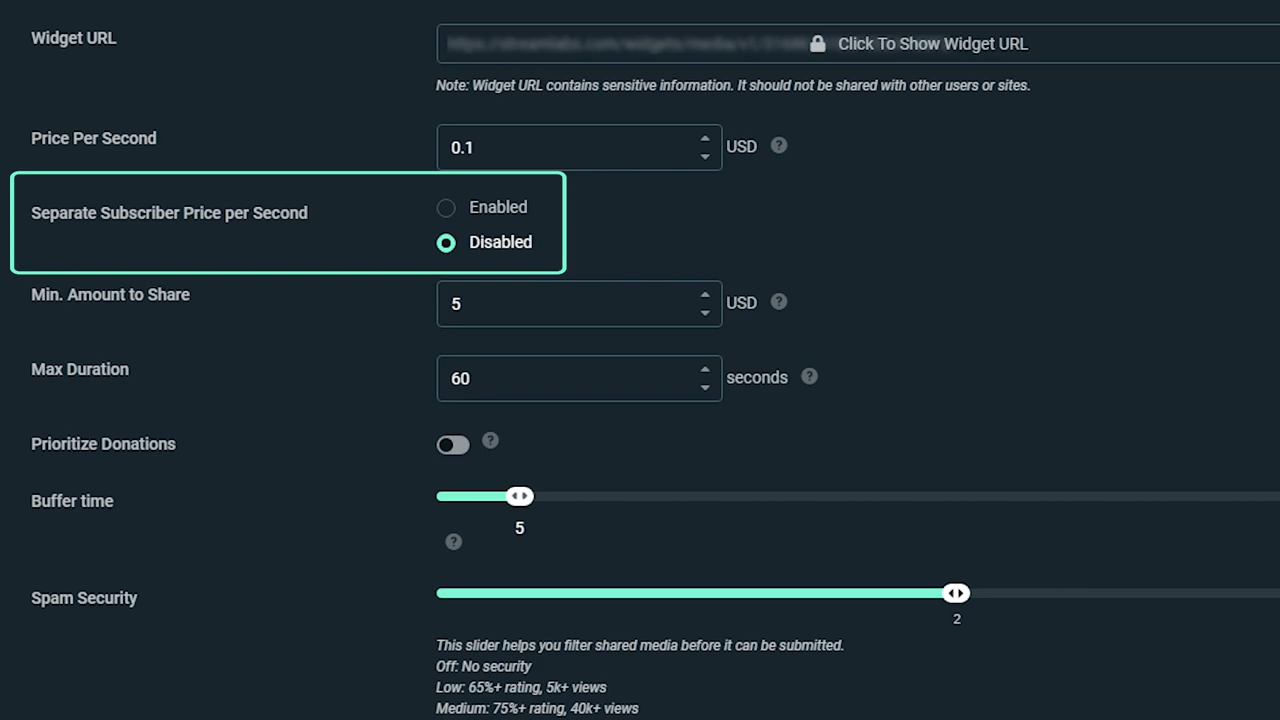 Widget URL
Click To Show Widget URL
Note: Widget URL contains sensitive information. It should not be shared with other users or sites.
Price Per Second
0.1
USD
?
Separate Subscriber Price per Second
Enabled
Disabled
Min. Amount to Share
5
USD
?
Max Duration
60
seconds
?
Prioritize Donations
?
Buffer time
5
?
Spam Security
2
This slider helps you filter shared media before it can be submitted.
Off: No security
Low: 65%+ rating, 5k+ views
Medium: 75%+ rating, 40k+ views